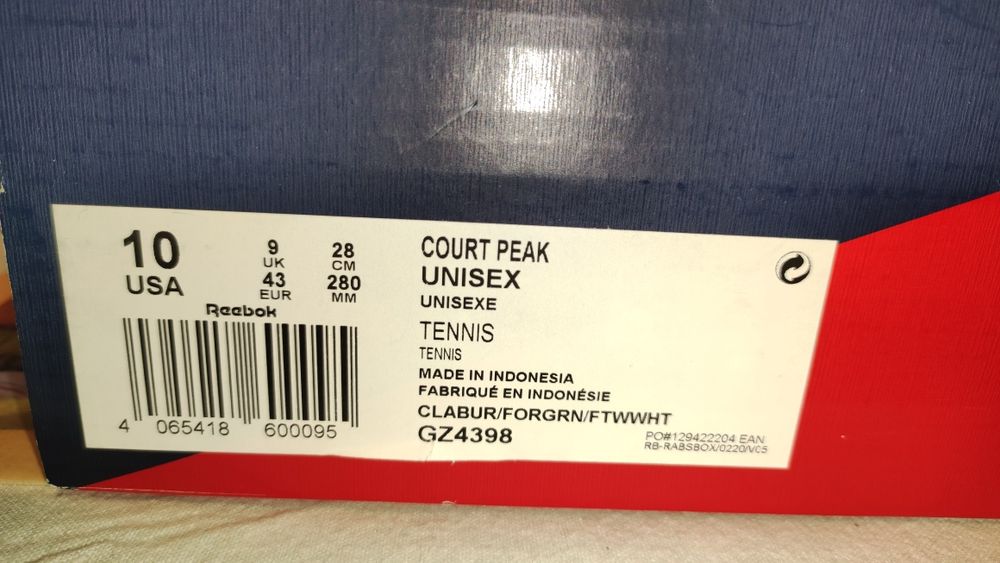 10
USA
9
UK
43
EUR
28
CM
280
MM
Reebok
4 065418 600095
COURT PEAK
UNISEX
UNISEXE
TENNIS
TENNIS
MADE IN INDONESIA
FABRIQUÉ EN INDONÉSIE
CLABUR/FORGRN/FTWWHT
GZ4398
PO#129422204 EAN
RB-RABSBOX/0220/V05